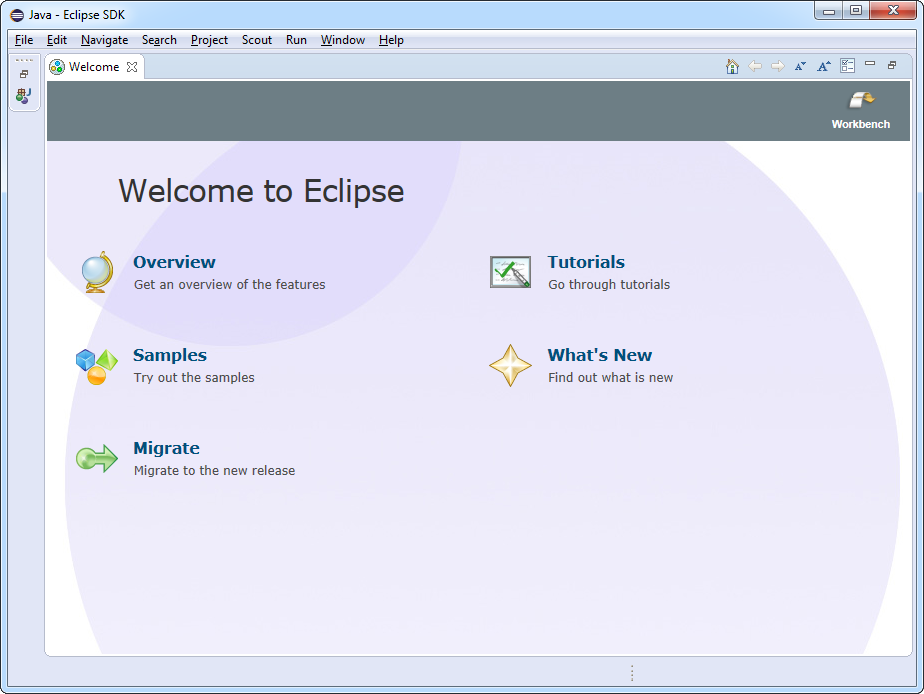 Java - Eclipse SDK
File Edit Navigate Search Project Scout Run Window Help
Welcome
Workbench
Welcome to Eclipse
Overview
Get an overview of the features
Tutorials
Go through tutorials
Samples
Try out the samples
What's New
Find out what is new
Migrate
Migrate to the new release